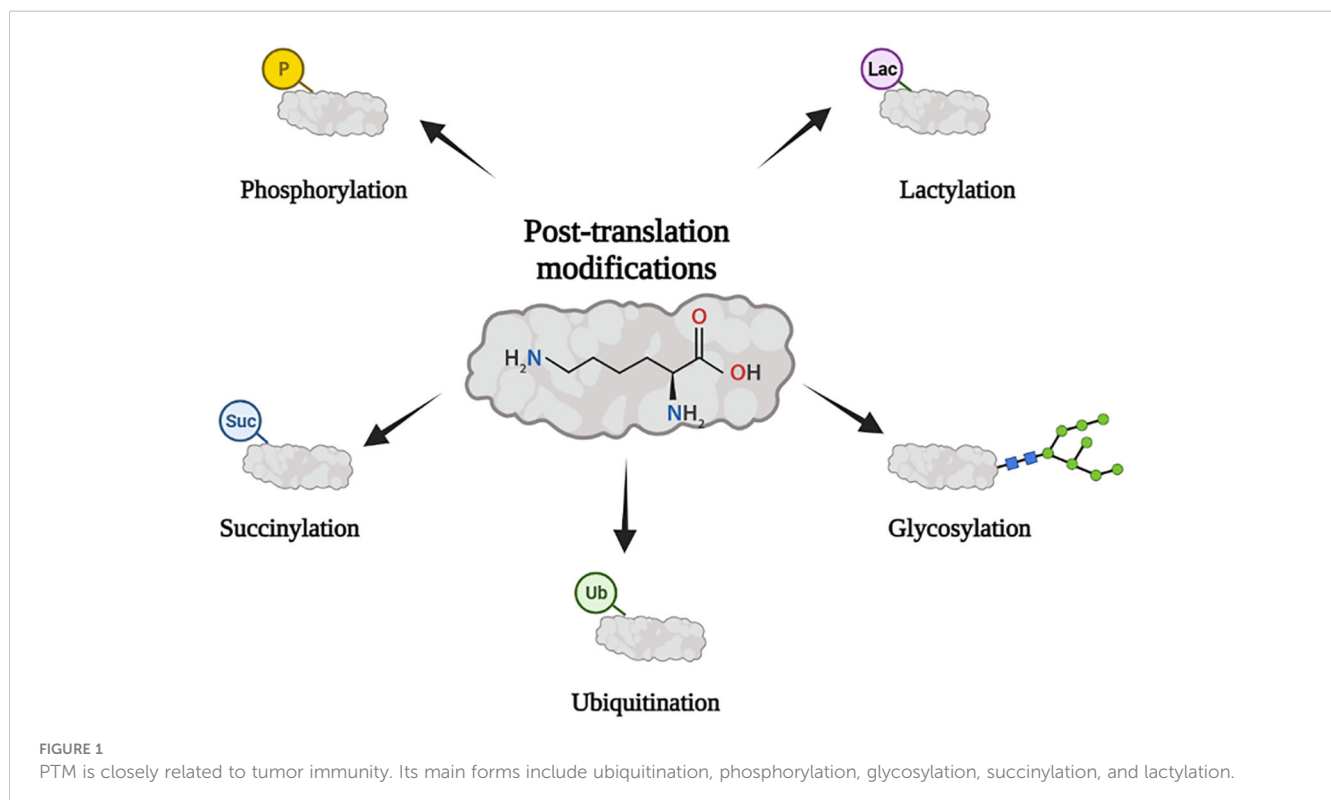 P
Lac
Phosphorylation
Lactylation
Post-translation
modifications
O
H₂N
OH
NH₂
Suc
Succinylation
Glycosylation
Ub
Ubiquitination
FIGURE 1
PTM is closely related to tumor immunity. Its main forms include ubiquitination, phosphorylation, glycosylation, succinylation, and lactylation.